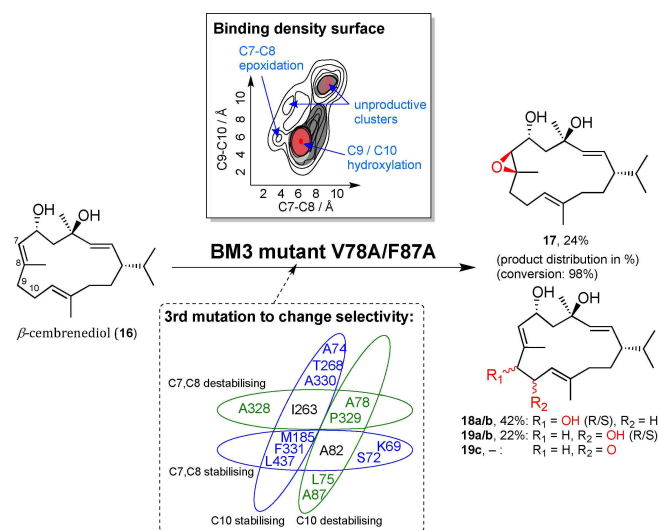 Binding density surface
C7-C8
epoxidation
unproductive
clusters
C9 / C10
hydroxylation
C9-C10 / Å
10
8
6
4
2
2 4 6 8 10
C7-C8 / Å
OH
OH
7
8
9
10
β-cembrenediol (16)
BM3 mutant V78A/F87A
OH
OH
O
17, 24%
(product distribution in %)
(conversion: 98%)
3rd mutation to change selectivity:
A74
T268
A330
C7,C8 destabilising
A328
I263
A78
P329
M185
F331
L437
A82
K69
S72
C7,C8 stabilising
L75
A87
C10 stabilising
C10 destabilising
OH
OH
R1
R2
18a/b, 42%: R1 = OH (R/S), R2 = H
19a/b, 22%: R1 = H, R2 = OH (R/S)
19c, –: R1 = H, R2 = O